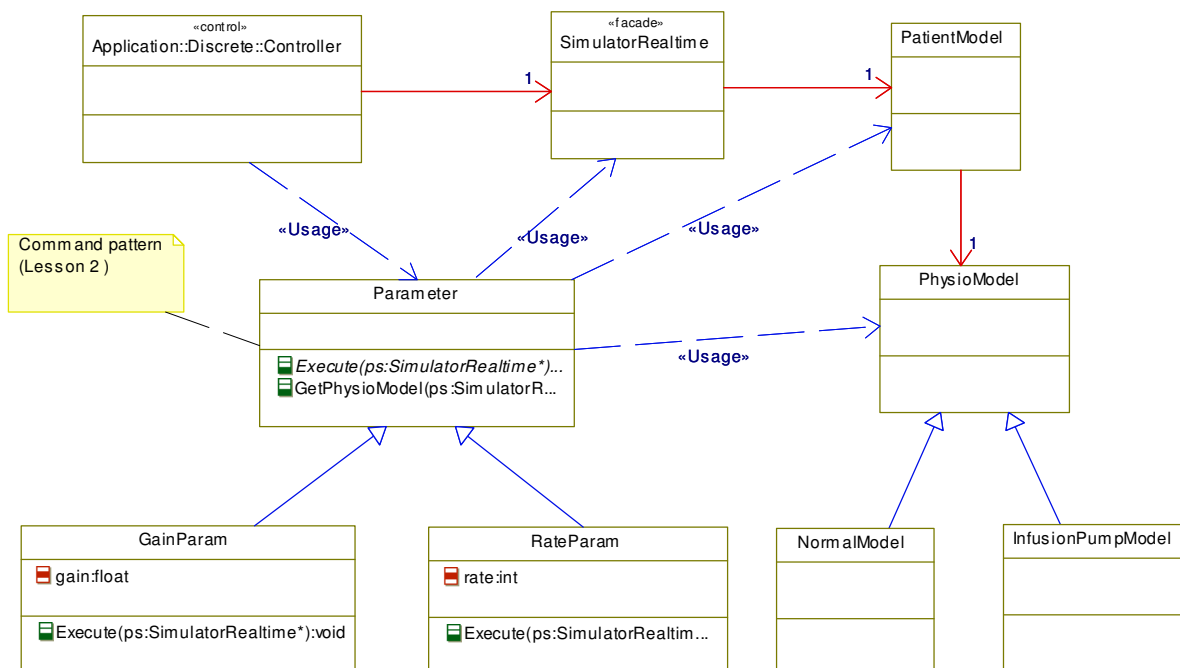 «control»
Application::Discrete::Controller
«facade»
SimulatorRealtime
PatientModel
1
1
«Usage»
«Usage»
«Usage»
1
Command pattern
(Lesson 2 )
Parameter
Execute(ps:SimulatorRealtime*)...
GetPhysioModel(ps:SimulatorR...
«Usage»
PhysioModel
GainParam
gain:float
Execute(ps:SimulatorRealtime*):void
RateParam
rate:int
Execute(ps:SimulatorRealtim...
NormalModel
InfusionPumpModel